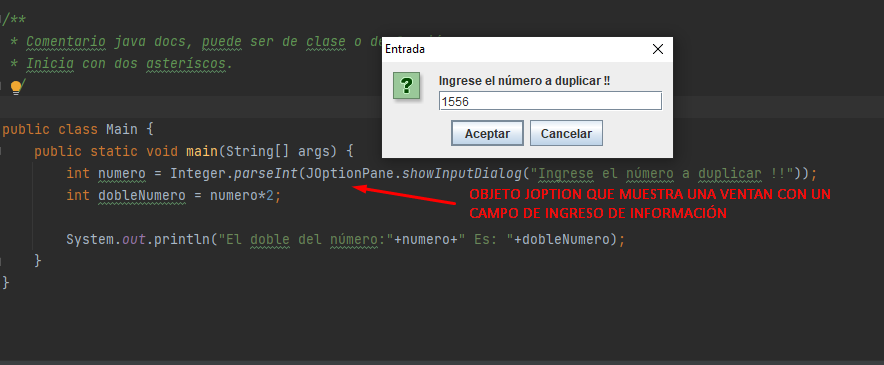 /**
* Comentario java docs, puede ser de clase o
* Inicia con dos asteríscos.
/
Entrada
Ingrese el número a duplicar !!
1556
Aceptar Cancelar
public class Main {
public static void main(String[] args) {
int numero = Integer.parseInt(JOptionPane.showInputDialog("Ingrese el número a duplicar !!"));
int dobleNumero = numero*2;
OBJETO JOPTION QUE MUESTRA UNA VENTAN CON UN
CAMPO DE INGRESO DE INFORMACIÓN
System.out.println("El doble del número:"+numero+" Es: "+dobleNumero);
}
}